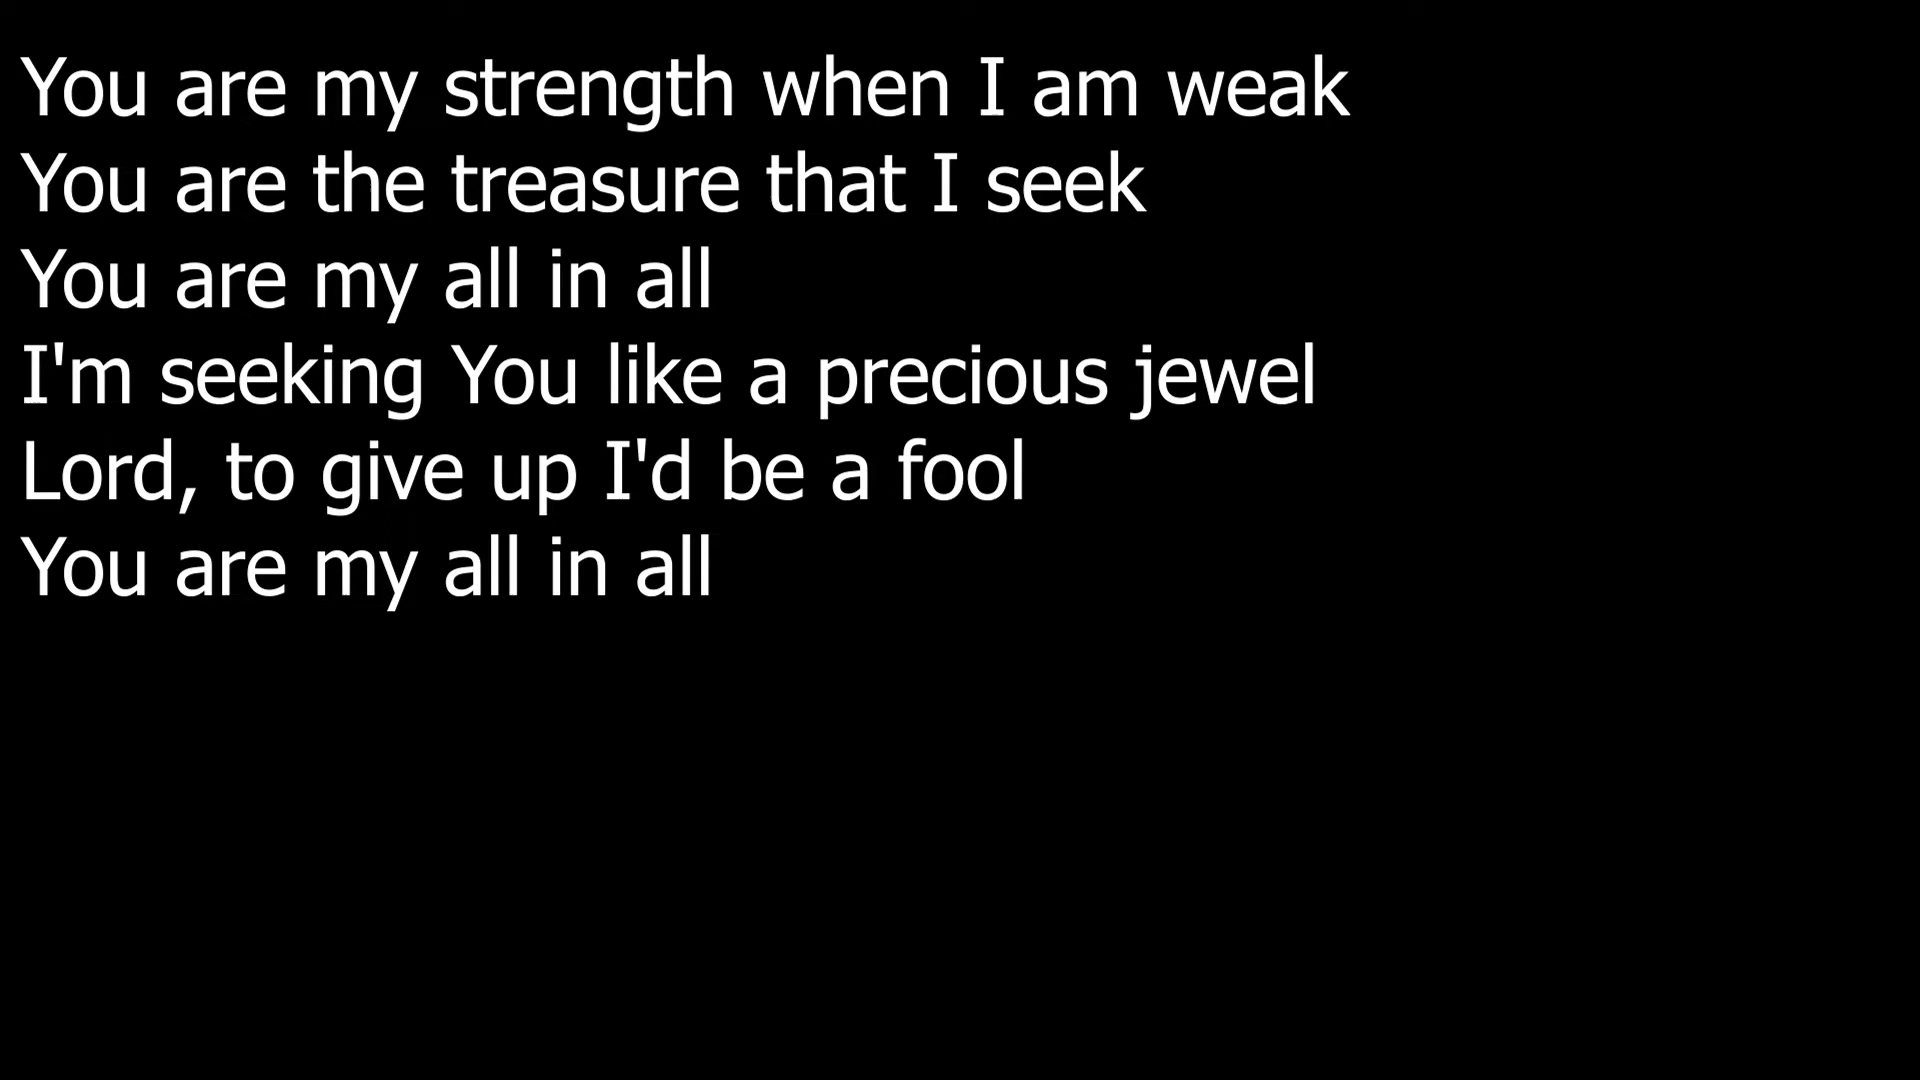 You are my strength when I am weak
You are the treasure that I seek
You are my all in all
I'm seeking You like a precious jewel
Lord, to give up I'd be a fool
You are my all in all